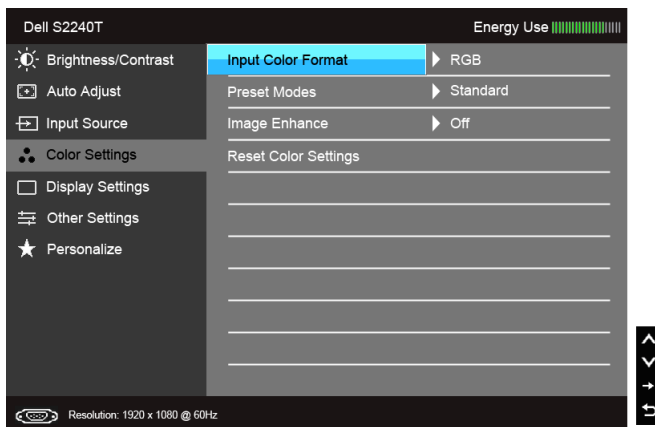 Dell S2240T
Energy Use
Brightness/Contrast
Auto Adjust
Input Source
Color Settings
Display Settings
Other Settings
Personalize
Input Color Format
RGB
Preset Modes
Standard
Image Enhance
Off
Reset Color Settings
Resolution: 1920 x 1080 @ 60Hz